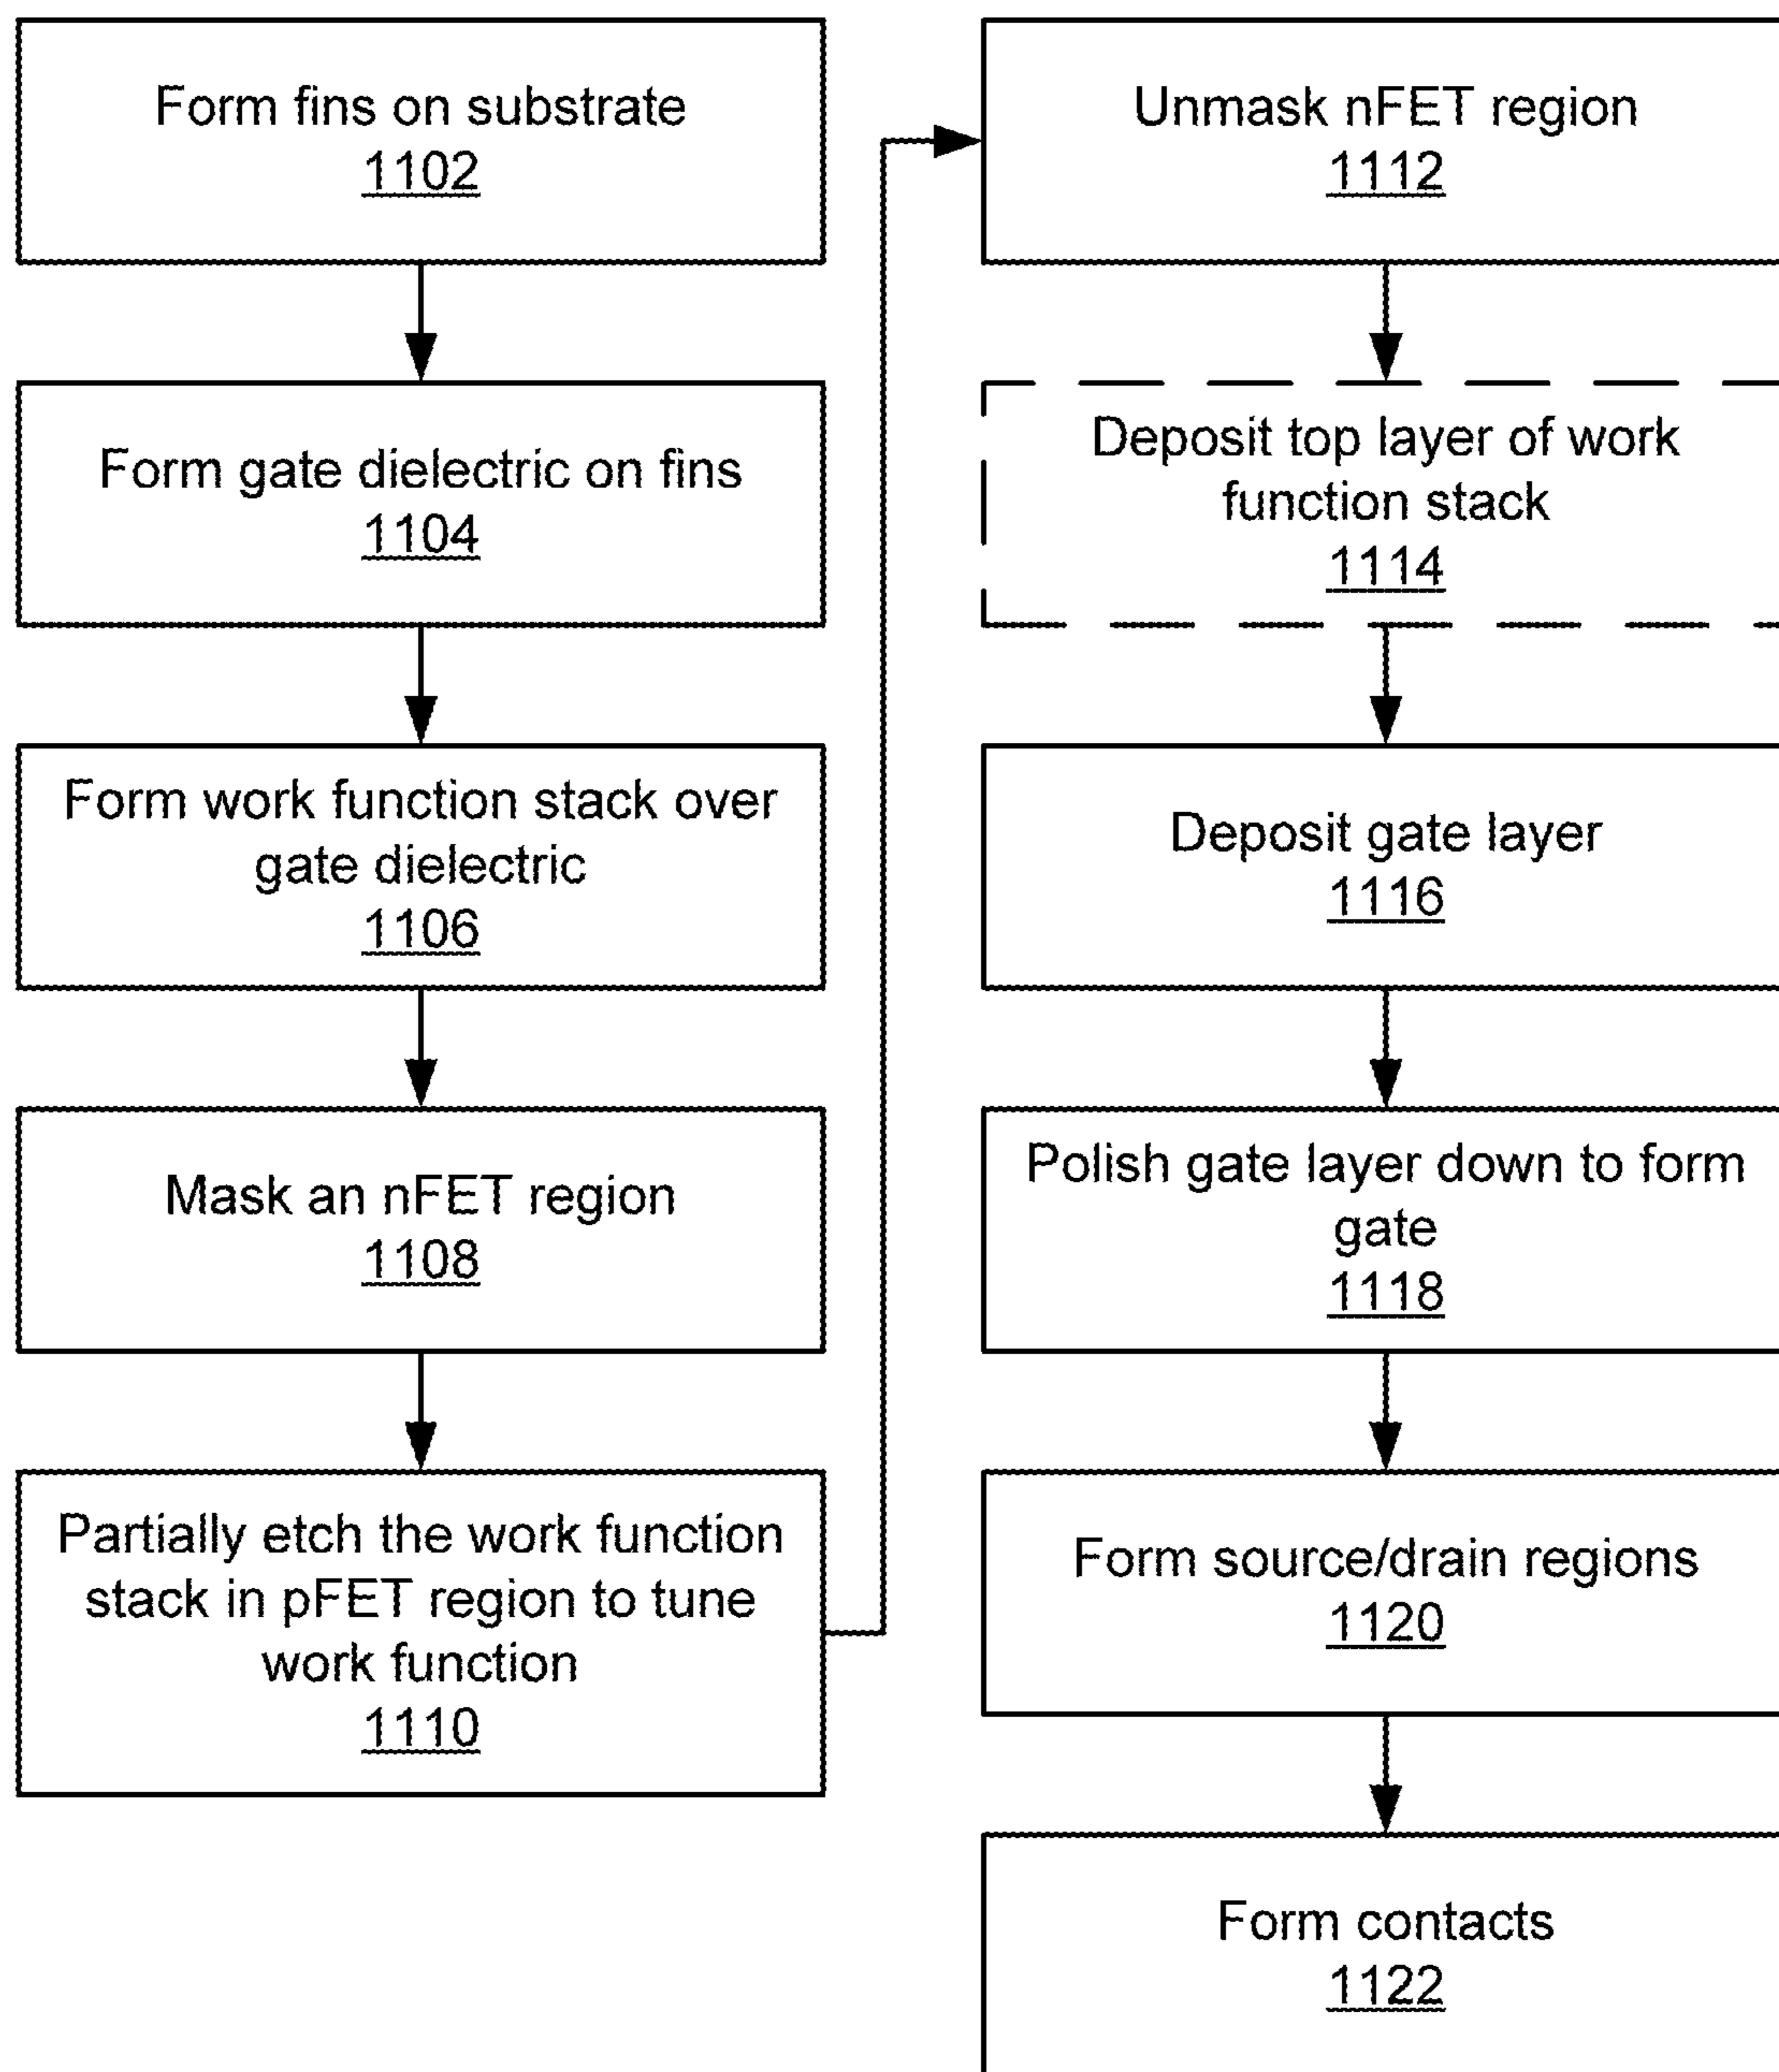 Form fins on substrate
1102
Form gate dielectric on fins
1104
Form work function stack over
gate dielectric
1106
Mask an nFET region
1108
Partially etch the work function
stack in pFET region to tune
work function
1110
Unmask nFET region
1112
Deposit top layer of work
function stack
1114
Deposit gate layer
1116
Polish gate layer down to form
gate
1118
Form source/drain regions
1120
Form contacts
1122